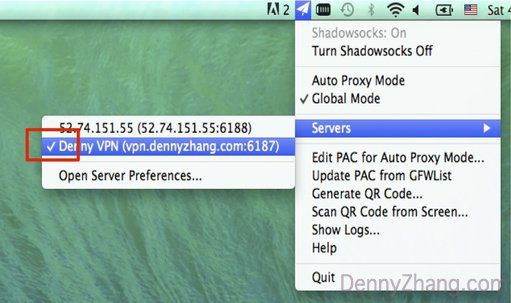 2 Sat 4
Shadowsocks: On
Turn Shadowsocks Off
Auto Proxy Mode
✓ Global Mode
Servers
52.74.151.55 (52.74.151.55:6188)
✓ Denny VPN (vpn.dennyzhang.com:6187)
Open Server Preferences...
Edit PAC for Auto Proxy Mode...
Update PAC from GFWList
Generate QR Code...
Scan QR Code from Screen...
Show Logs...
Help
Quit
DennyZhang.com